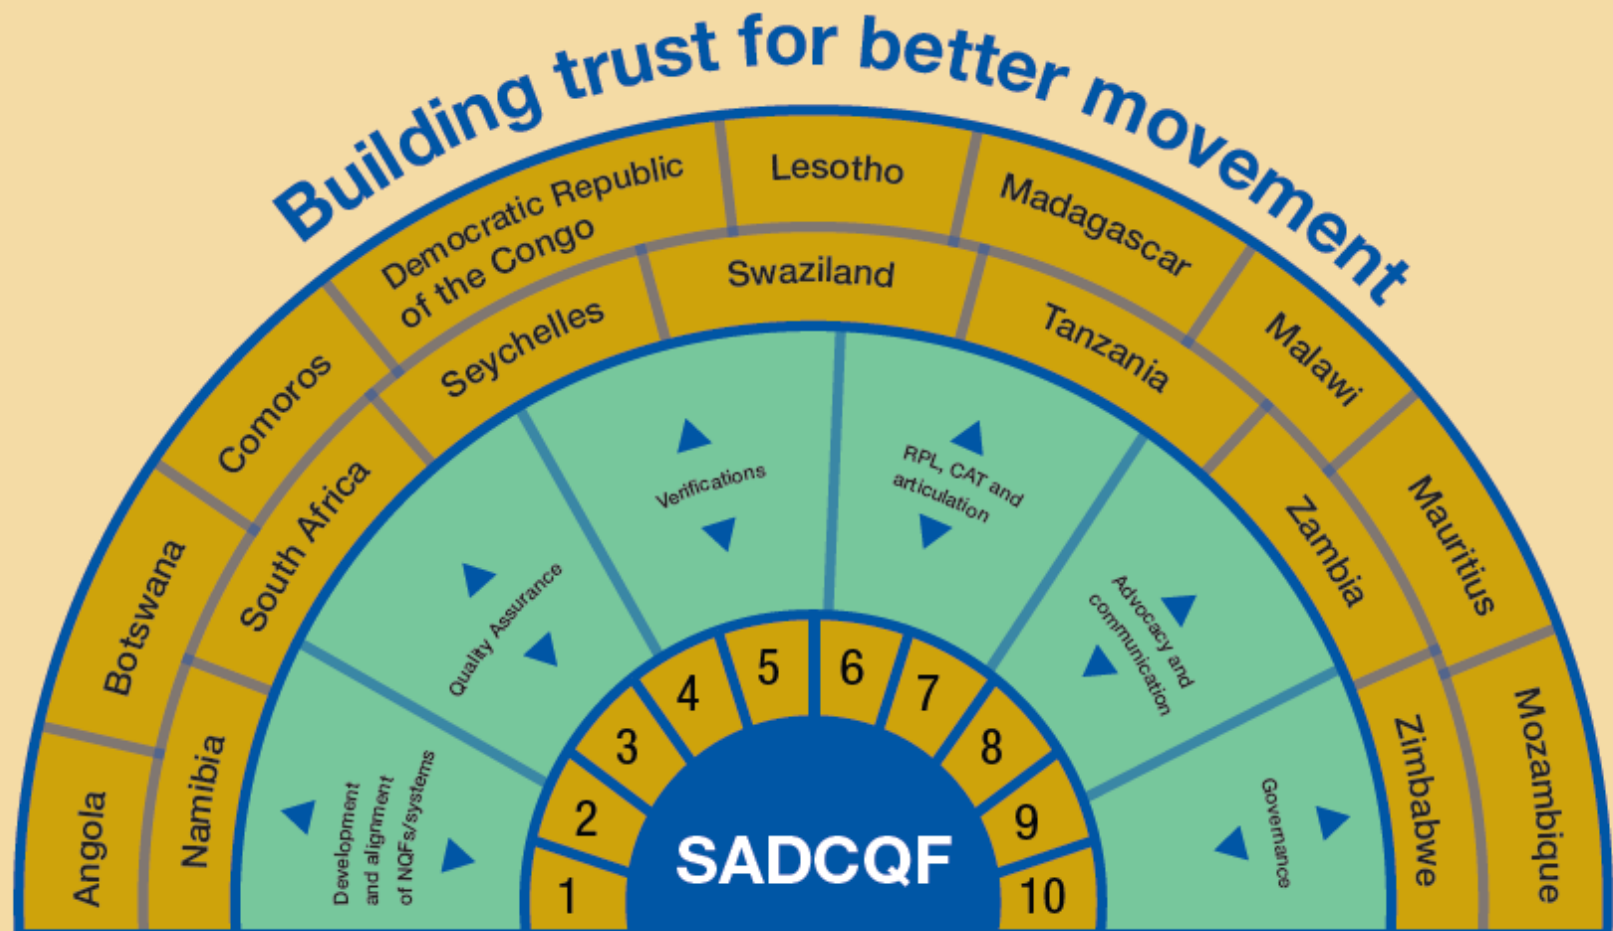 Building trust for better movement
Angola
Botswana
Comoros
Democratic Republic
of the Congo
Lesotho
Madagascar
Malawi
Mauritius
Mozambique
Namibia
South Africa
Seychelles
Swaziland
Tanzania
Zambia
Zimbabwe
Development
and alignment
of NQFs/systems
Quality Assurance
Verifications
RPL, CAT and
articulation
Advocacy and
communication
Governance
1
2
3
4
5
6
7
8
9
10
SADCQF